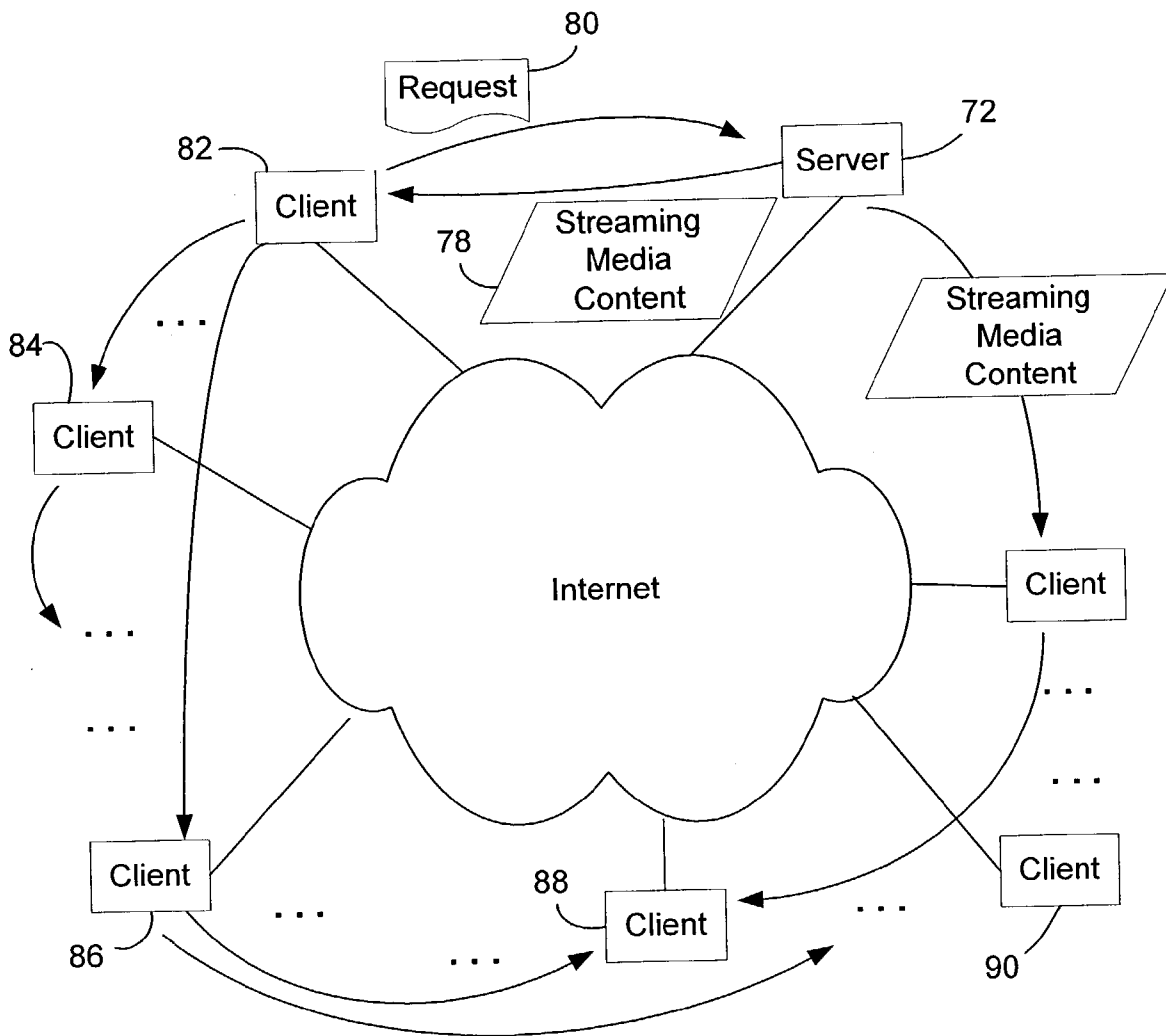 80
Request
82
72
Server
Client
78
Streaming
Media
Content
Streaming
Media
Content
. . .
84
Client
Internet
Client
. . .
. . .
. . .
. . .
Client
88
Client
. . .
. . .
Client
. . .
86
90